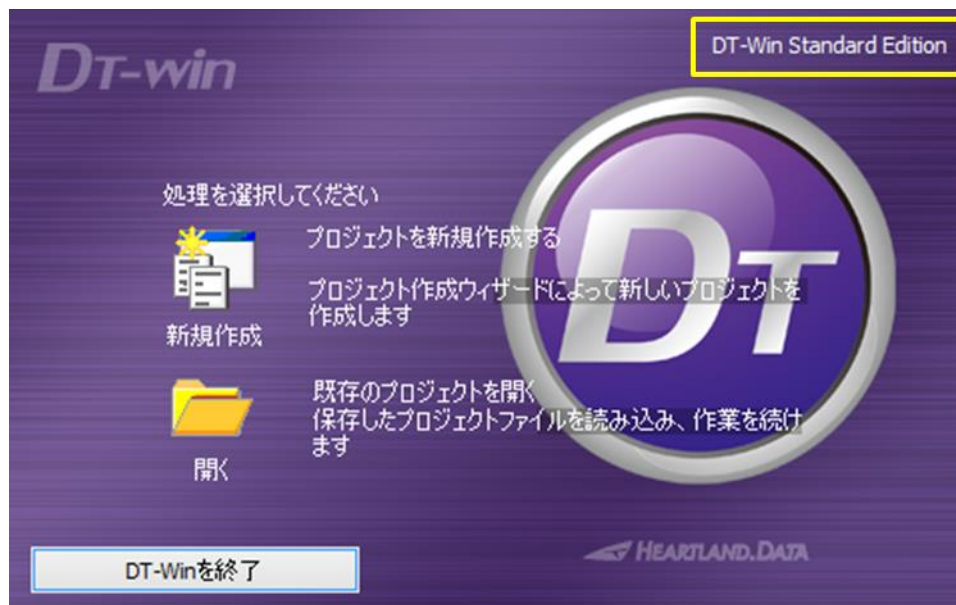 DT-win
DT-Win Standard Edition
処理を選択してください
プロジェクトを新規作成する
プロジェクト作成ウィザードによって新しいプロジェクトを
作成します
新規作成
DT
既存のプロジェクトを開く
保存したプロジェクトファイルを読み込み、作業を続け
ます
開く
HEARTLAND.DATA
DT-Winを終了